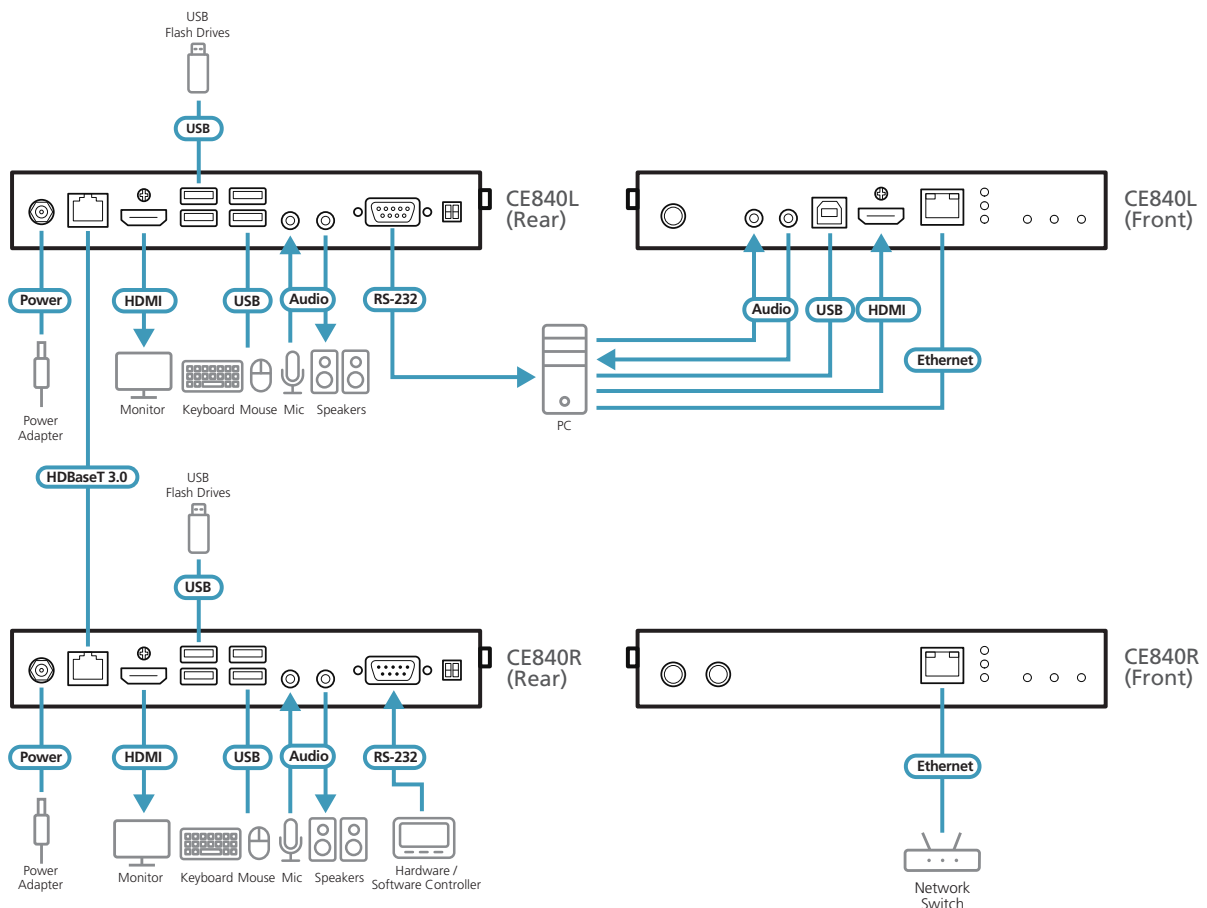 USB
Flash Drives
USB
CE840L
(Rear)
CE840L
(Front)
Power
HDMI
USB
Audio
RS-232
Audio
USB
HDMI
Ethernet
PC
Monitor
Keyboard
Mouse
Mic
Speakers
Power
Adapter
HDBaseT 3.0
USB
Flash Drives
USB
CE840R
(Rear)
CE840R
(Front)
Power
HDMI
USB
Audio
RS-232
Ethernet
Power
Adapter
Monitor
Keyboard
Mouse
Mic
Speakers
Hardware /
Software Controller
Network
Switch